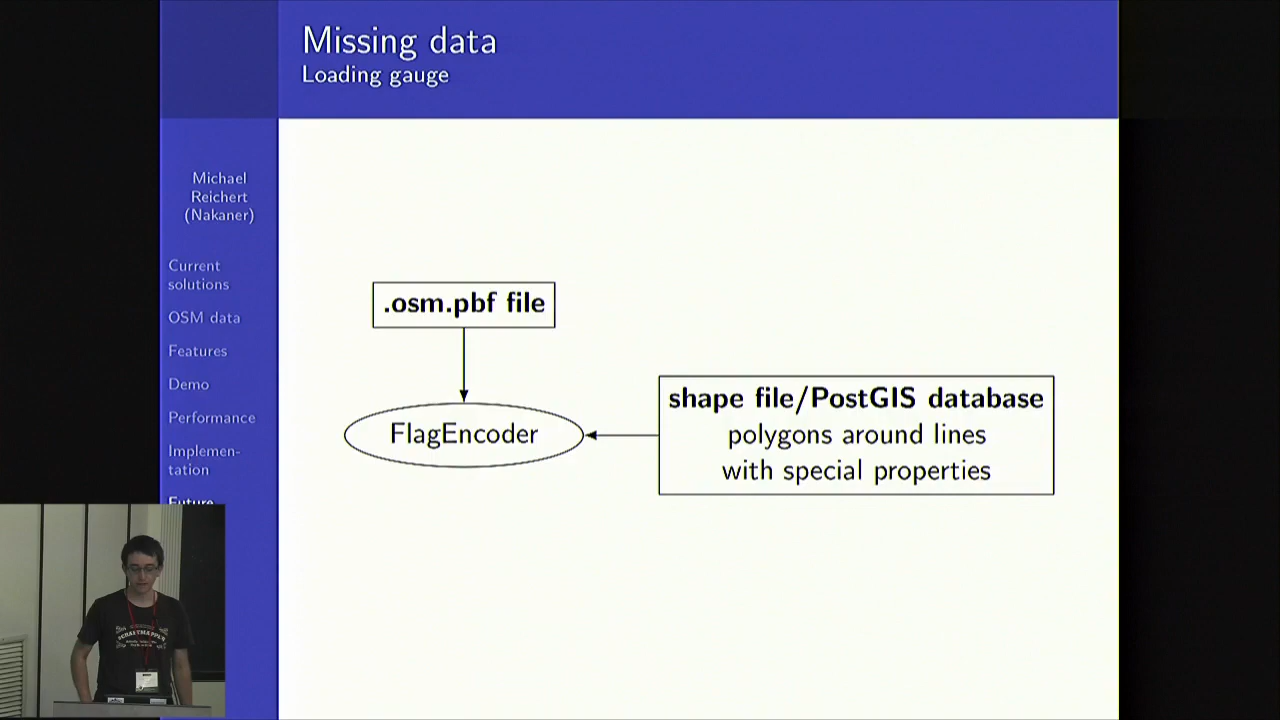 Missing data
Loading gauge
Michael
Reichert
(Nakaner)
Current
solutions
OSM data
Features
Demo
Performance
Implemen-
tation
Future
.osm.pbf file
FlagEncoder
shape file/PostGIS database
polygons around lines
with special properties